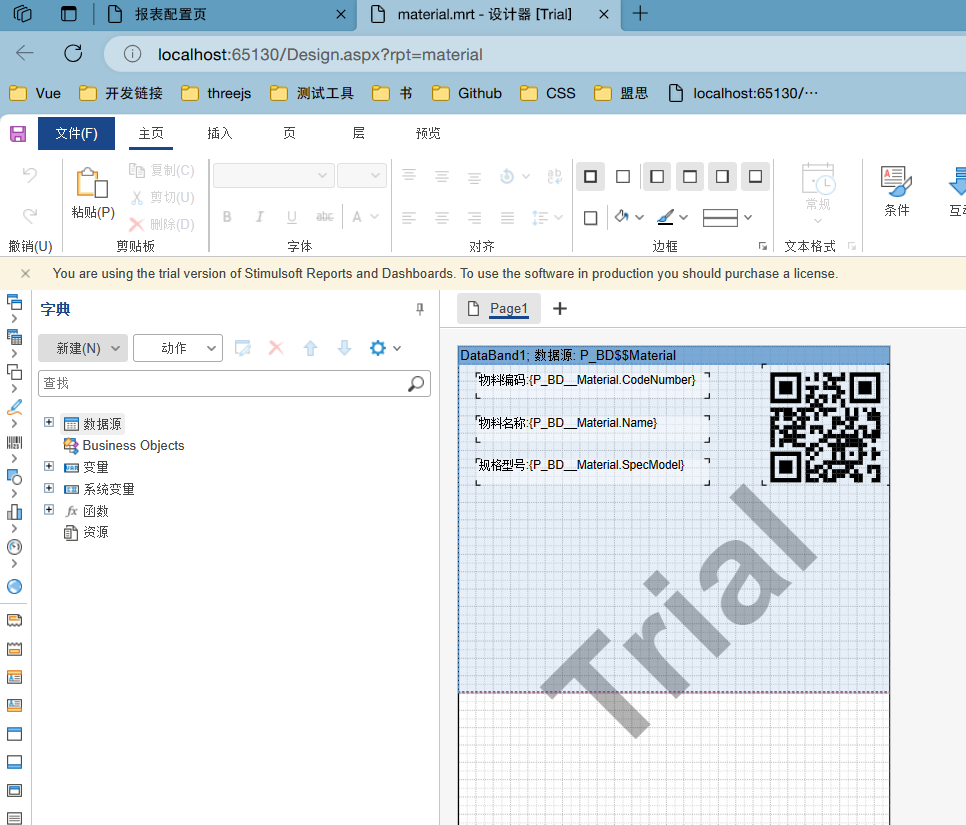 报表配置页
material.mrt - 设计器 [Trial]
localhost:65130/Design.aspx?rpt=material
Vue 开发链接 threejs 测试工具 书 Github CSS 盟思 localhost:65130/···
文件(F) 主页 插入 页 层 预览
复制(C)
剪切(U)
删除(D)
粘贴(P)
B I U abc A
常规
条件
互动
撤销(U) 剪贴板 字体 对齐 边框 文本格式
You are using the trial version of Stimulsoft Reports and Dashboards. To use the software in production you should purchase a license.
字典
新建(N) 动作
查找
数据源
Business Objects
变量
系统变量
函数
资源
Page1
DataBand1; 数据源: P_BD$$Material
物料编码:{P_BD__Material.CodeNumber}
物料名称:{P_BD__Material.Name}
规格型号:{P_BD__Material.SpecModel}
Trial